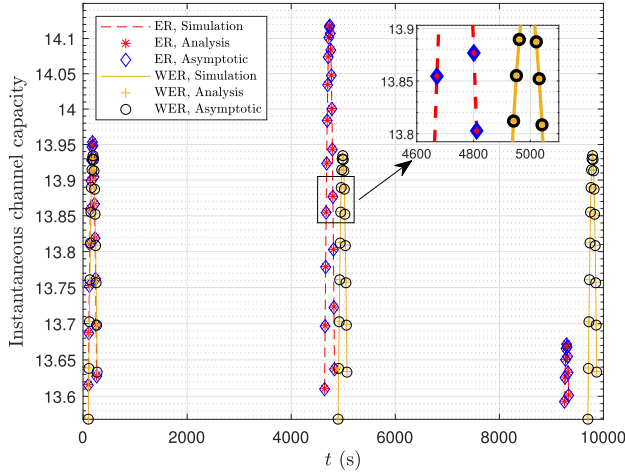 ER, Simulation
ER, Analysis
ER, Asymptotic
WER, Simulation
WER, Analysis
WER, Asymptotic
13.9
13.85
13.8
4600
4800
5000
14.1
14.05
14
13.95
13.9
13.85
13.8
13.75
13.7
13.65
13.6
Instantaneous channel capacity
0
2000
4000
6000
8000
10000
t (s)